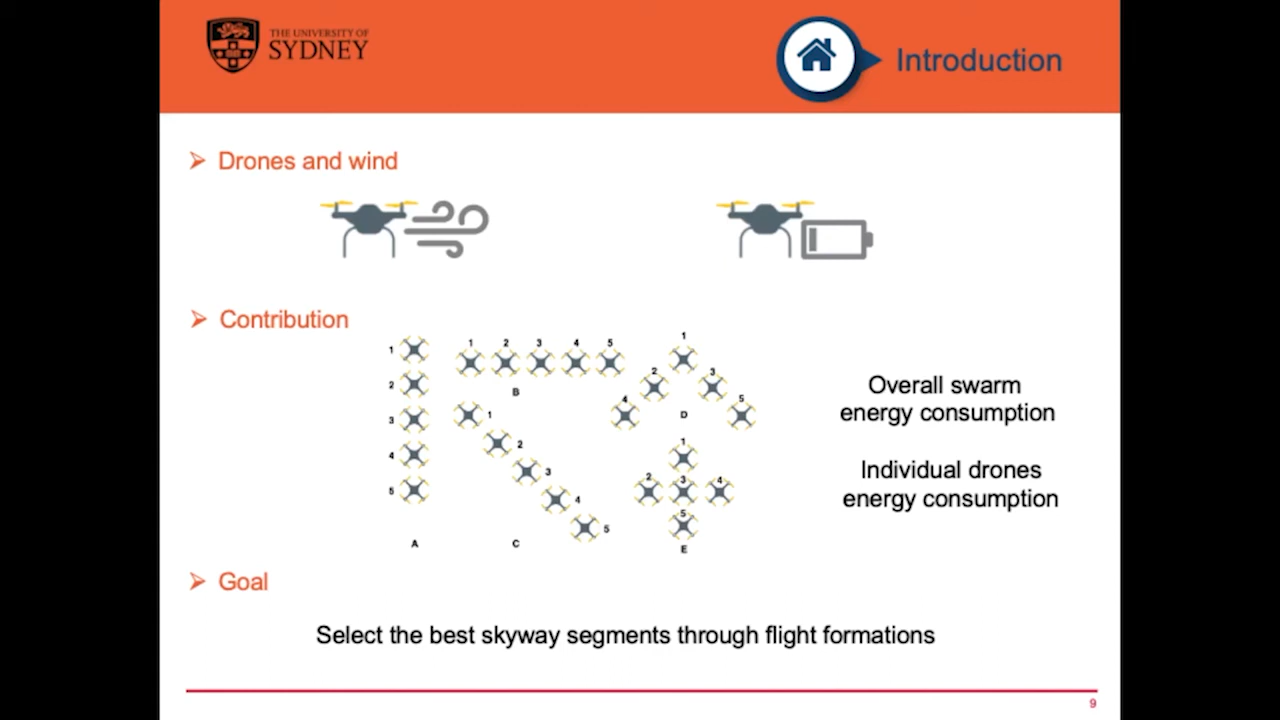 THE UNIVERSITY OF
SYDNEY
Introduction
Drones and wind
Contribution
1
2
3
4
5
A
1 2 3 4 5
B
1
2
3
4
5
C
1
2 3
4 5
D
1
2 3 4
5
E
Overall swarm
energy consumption
Individual drones
energy consumption
Goal
Select the best skyway segments through flight formations
9